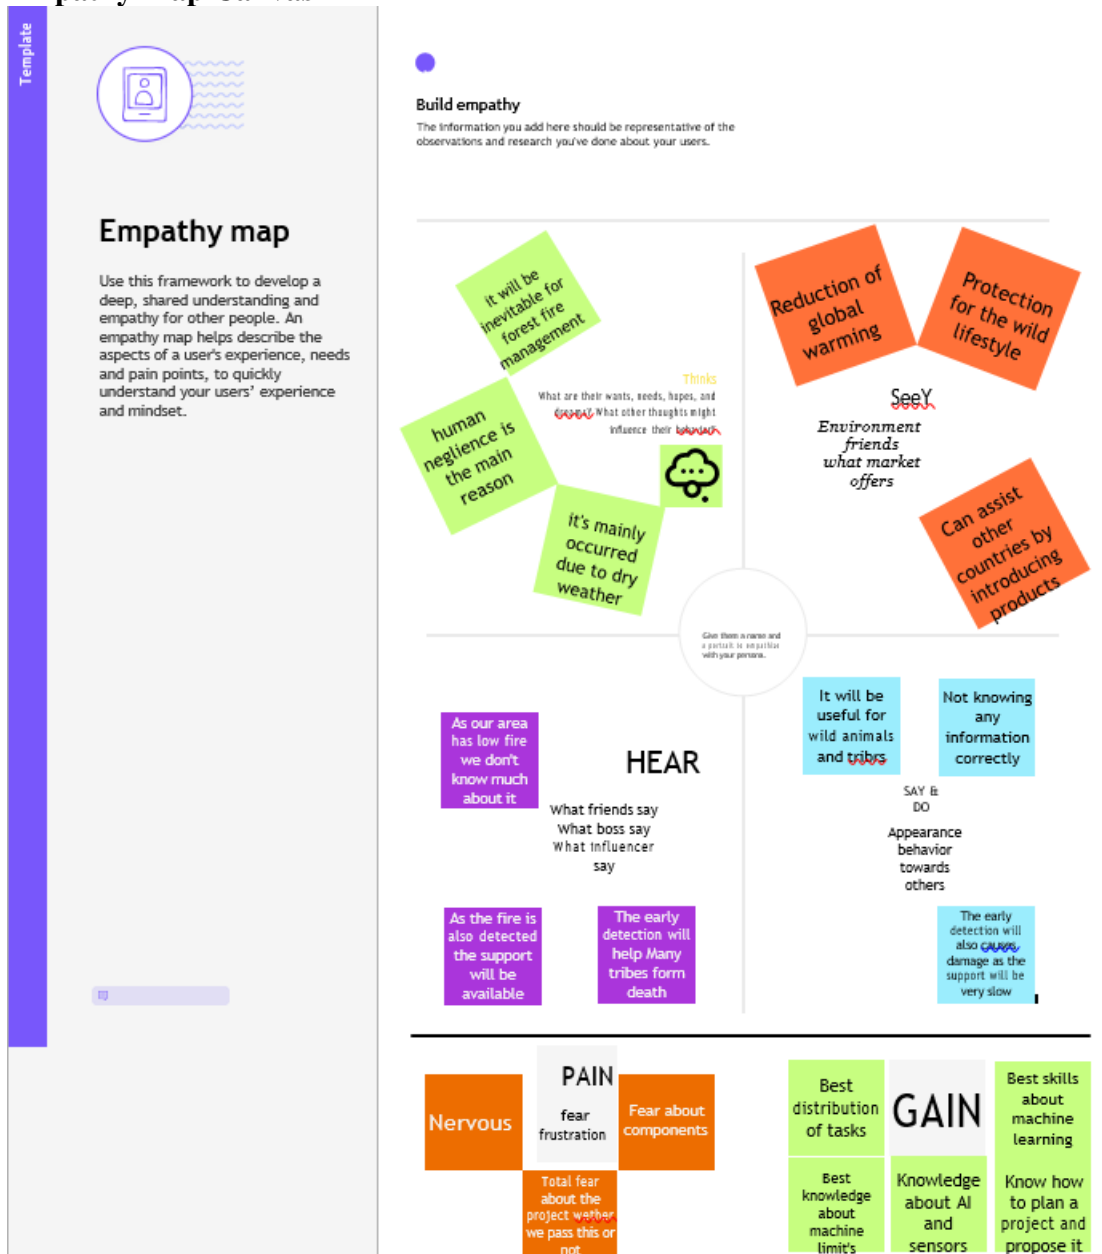 Template
Empathy map
Use this framework to develop a
deep, shared understanding and
empathy for other people. An
empathy map helps describe the
aspects of a user's experience, needs
and pain points, to quickly
understand your users' experience
and mindset.
Build empathy
The information you add here should be representative of the
observations and research you've done about your users.
it will be
inevitable for
forest fire
management
human
neglience is
the main
reason
it's mainly
occurred
due to dry
weather
Thinks
What are their wants, needs, hopes, and
dreams? What other thoughts might
influence their behavior?
Reduction of
global
warming
Protection
for the wild
lifestyle
SeeY
Environment
friends
what market
offers
Can assist
other
countries by
introducing
products
Give them a name and
a portrait to empathize
with your persona.
As our area
has low fire
we don't
know much
about it
HEAR
What friends say
What boss say
What influencer
say
As the fire is
also detected
the support
will be
available
The early
detection will
help Many
tribes form
death
It will be
useful for
wild animals
and tribrs
Not knowing
any
information
correctly
SAY &
DO
Appearance
behavior
towards
others
The early
detection will
also causes
damage as the
support will be
very slow
PAIN
fear
frustration
Nervous
Fear about
components
Total fear
about the
project wether
we pass this or
not
GAIN
Best
distribution
of tasks
Best skills
about
machine
learning
Best
knowledge
about
machine
limit's
Knowledge
about AI
and
sensors
Know how
to plan a
project and
propose it